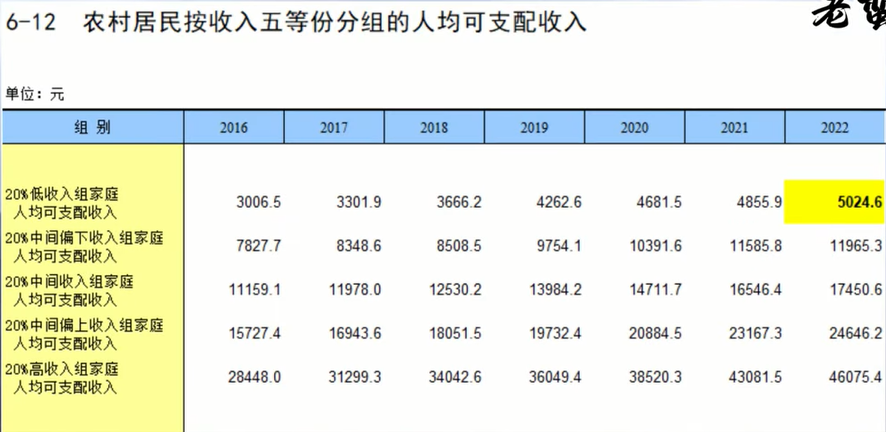 6-12 农村居民按收入五等份分组的人均可支配收入
老蛮
单位：元
组 别 2016 2017 2018 2019 2020 2021 2022
20%低收入组家庭
人均可支配收入 3006.5 3301.9 3666.2 4262.6 4681.5 4855.9 5024.6
20%中间偏下收入组家庭
人均可支配收入 7827.7 8348.6 8508.5 9754.1 10391.6 11585.8 11965.3
20%中间收入组家庭
人均可支配收入 11159.1 11978.0 12530.2 13984.2 14711.7 16546.4 17450.6
20%中间偏上收入组家庭
人均可支配收入 15727.4 16943.6 18051.5 19732.4 20884.5 23167.3 24646.2
20%高收入组家庭
人均可支配收入 28448.0 31299.3 34042.6 36049.4 38520.3 43081.5 46075.4